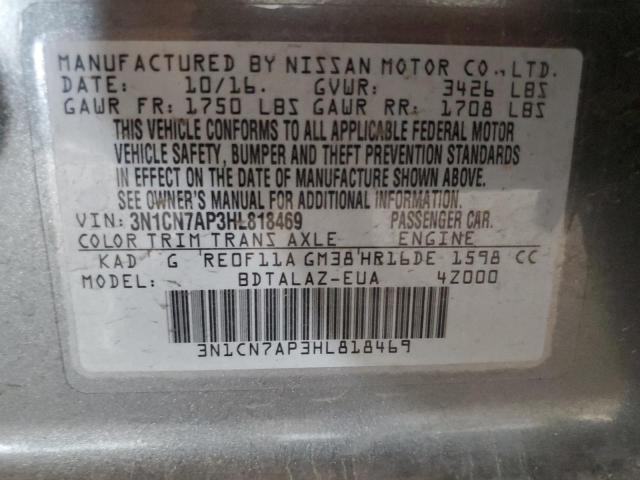 MANUFACTURED BY NISSAN MOTOR CO., LTD.
DATE: 10/16. GVWR: 3426 LBS
GAWR FR: 1750 LBS GAWR RR: 1708 LBS
THIS VEHICLE CONFORMS TO ALL APPLICABLE FEDERAL MOTOR
VEHICLE SAFETY, BUMPER AND THEFT PREVENTION STANDARDS
IN EFFECT ON THE DATE OF MANUFACTURE SHOWN ABOVE.
SEE OWNER'S MANUAL FOR ADDITIONAL INFORMATION.
VIN: 3N1CN7AP3HL818469 PASSENGER CAR.
COLOR TRIM TRANS AXLE ENGINE
KAD G RE0F11A GM38 HR16DE 1598 CC
MODEL: BDTALAZ-EUA 4Z000
3N1CN7AP3HL818469